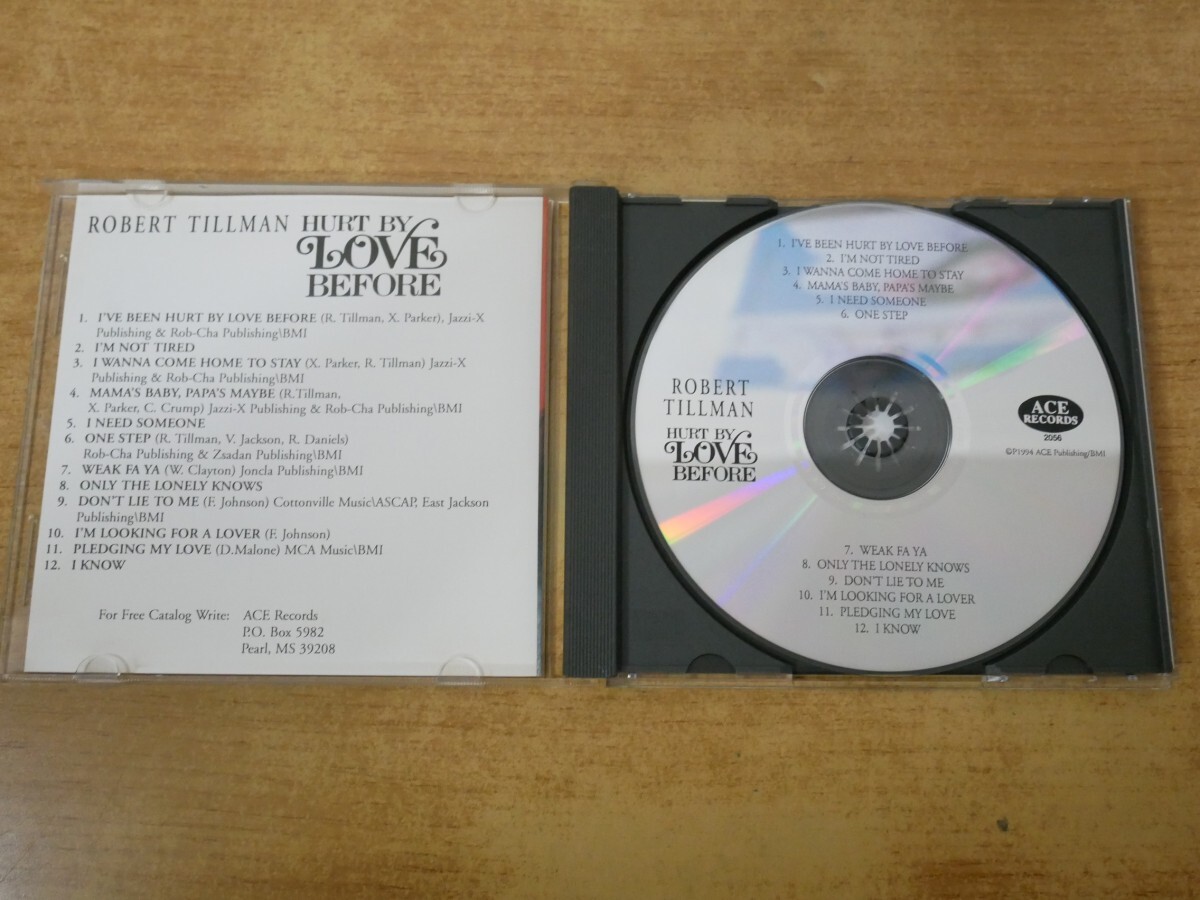 ROBERT TILLMAN HURT BY
LOVE
BEFORE
1. I'VE BEEN HURT BY LOVE BEFORE (R. Tillman, X. Parker), Jazzi-X
Publishing & Rob-Cha Publishing\BMI
2. I'M NOT TIRED
3. I WANNA COME HOME TO STAY (X. Parker, R. Tillman) Jazzi-X
Publishing & Rob-Cha Publishing\BMI
4. MAMA'S BABY, PAPA'S MAYBE (R.Tillman,
X. Parker, C. Crump) Jazzi-X Publishing & Rob-Cha Publishing\BMI
5. I NEED SOMEONE
6. ONE STEP (R. Tillman, V. Jackson, R. Daniels)
Rob-Cha Publishing & Zsadan Publishing\BMI
7. WEAK FA YA (W. Clayton) Joncla Publishing\BMI
8. ONLY THE LONELY KNOWS
9. DON'T LIE TO ME (F. Johnson) Cottonville Music\ASCAP, East Jackson
Publishing\BMI
10. I'M LOOKING FOR A LOVER (F. Johnson)
11. PLEDGING MY LOVE (D.Malone) MCA Music\BMI
12. I KNOW
For Free Catalog Write: ACE Records
P.O. Box 5982
Pearl, MS 39208
1. I'VE BEEN HURT BY LOVE BEFORE
2. I'M NOT TIRED
3. I WANNA COME HOME TO STAY
4. MAMA'S BABY, PAPA'S MAYBE
5. I NEED SOMEONE
6. ONE STEP
ROBERT
TILLMAN
HURT BY
LOVE
BEFORE
ACE
RECORDS
2056
©P1994 ACE Publishing/BMI
7. WEAK FA YA
8. ONLY THE LONELY KNOWS
9. DON'T LIE TO ME
10. I'M LOOKING FOR A LOVER
11. PLEDGING MY LOVE
12. I KNOW